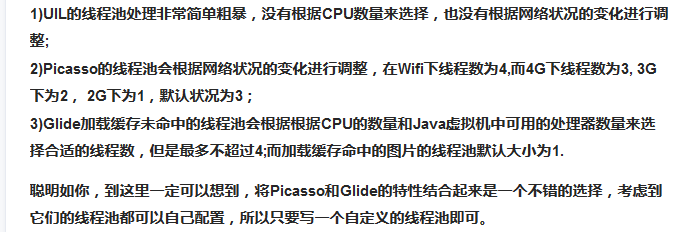 1)UIL的线程池处理非常简单粗暴，没有根据CPU数量来选择，也没有根据网络状况的变化进行调
整;
2)Picasso的线程池会根据网络状况的变化进行调整，在Wifi下线程数为4,而4G下线程数为3, 3G
下为2， 2G下为1，默认状况为3；
3)Glide加载缓存未命中的线程池会根据根据CPU的数量和Java虚拟机中可用的处理器数量来选
择合适的线程数，但是最多不超过4;而加载缓存命中的图片的线程池默认大小为1.
聪明如你，到这里一定可以想到，将Picasso和Glide的特性结合起来是一个不错的选择，考虑到
它们的线程池都可以自己配置，所以只要写一个自定义的线程池即可。